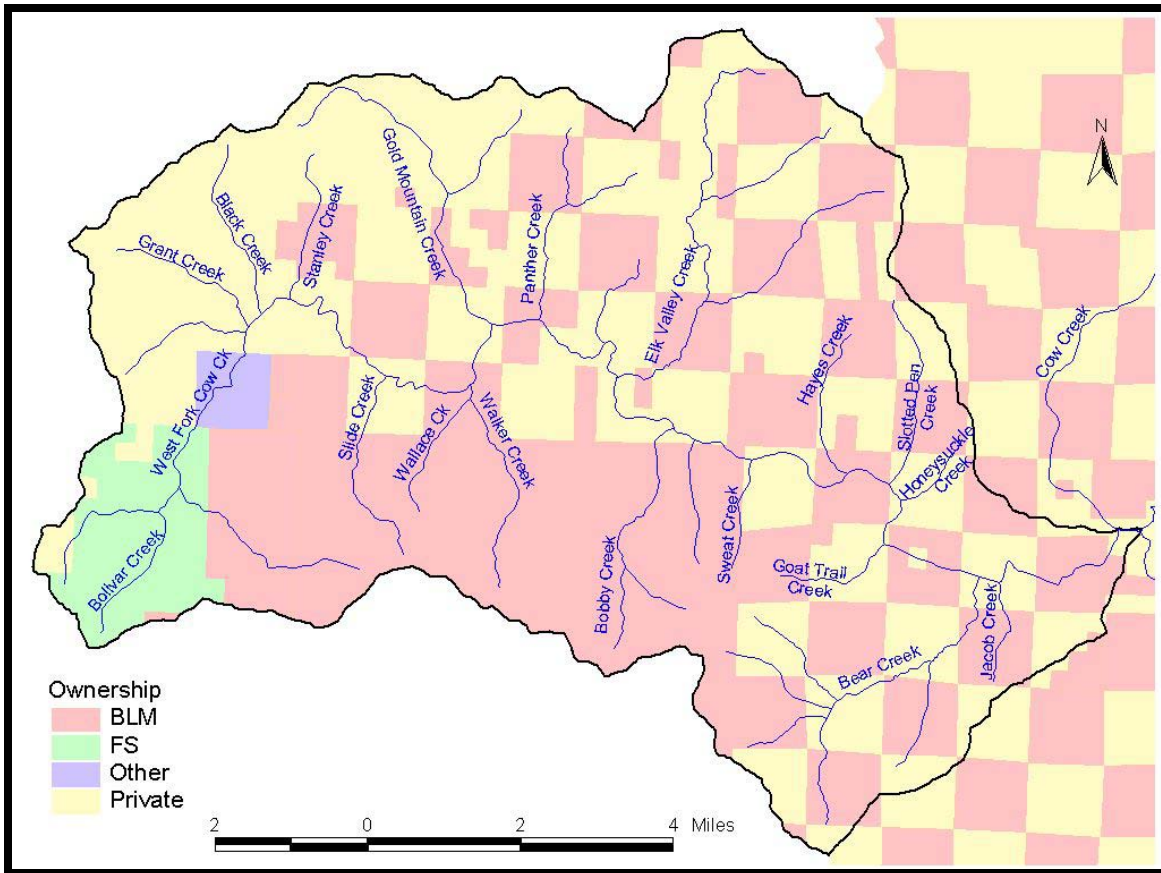 N
Gold Mountain Creek
Black Creek
Stanley Creek
Grant Creek
Panther Creek
Elk Valley Creek
Cow Creek
Hayes Creek
Slotted Pen
Creek
Honeysuckle
Creek
West Fork Cow Ck
Slide Creek
Wallace Ck
Walker Creek
Bobby Creek
Sweat Creek
Goat Trail
Creek
Jacob Creek
Bear Creek
Bolivar Creek
Ownership
BLM
FS
Other
Private
2 0 2 4 Miles